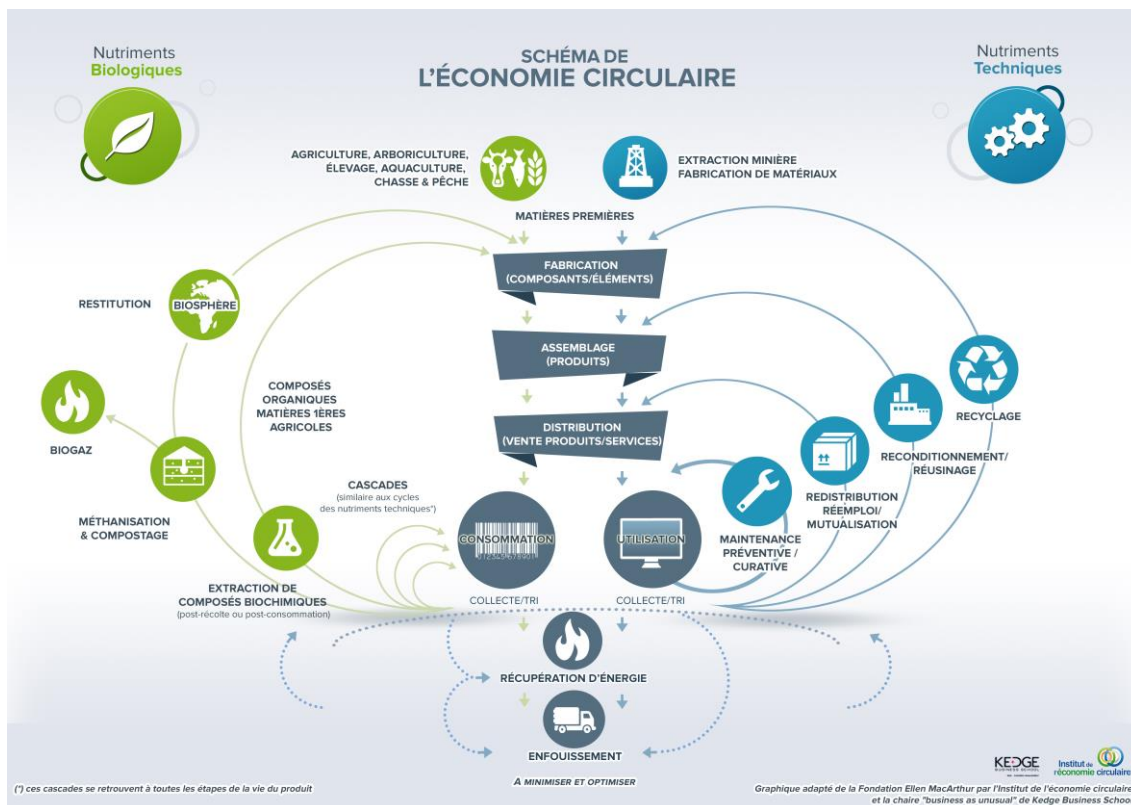 Nutriments
Biologiques
SCHÉMA DE
L'ÉCONOMIE CIRCULAIRE
Nutriments
Techniques
AGRICULTURE, ARBORICULTURE,
ÉLEVAGE, AQUACULTURE,
CHASSE & PÊCHE
EXTRACTION MINIÈRE
FABRICATION DE MATÉRIAUX
MATIÈRES PREMIÈRES
FABRICATION
(COMPOSANTS/ÉLÉMENTS)
RESTITUTION
BIOSPHÈRE
ASSEMBLAGE
(PRODUITS)
RECYCLAGE
COMPOSÉS
ORGANIQUES
MATIÈRES 1ÈRES
AGRICOLES
DISTRIBUTION
(VENTE PRODUITS/SERVICES)
RECONDITIONNEMENT/
RÉUSINAGE
BIOGAZ
CASCADES
(similaire aux cycles
des nutriments techniques*)
REDISTRIBUTION
RÉEMPLOI/
MUTUALISATION
MÉTHANISATION
& COMPOSTAGE
CONSOMMATION
UTILISATION
MAINTENANCE
PRÉVENTIVE /
CURATIVE
EXTRACTION DE
COMPOSÉS BIOCHIMIQUES
(post-récolte ou post-consommation)
COLLECTE/TRI
COLLECTE/TRI
RÉCUPÉRATION D'ÉNERGIE
ENFOUISSEMENT
A MINIMISER ET OPTIMISER
KEDGE
BUSINESS SCHOOL
Institut de
l'économie circulaire
(*) ces cascades se retrouvent à toutes les étapes de la vie du produit
Graphique adapté de la Fondation Ellen MacArthur par l'Institut de l'économie circulaire
et la chaire "business as unusual" de Kedge Business School